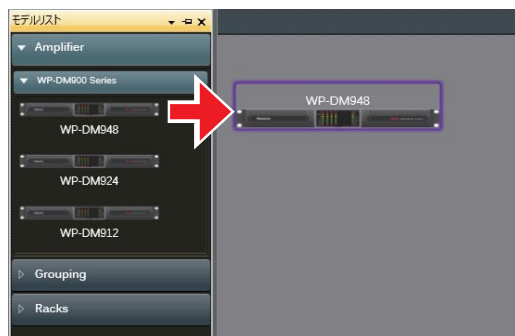 モデルリスト
Amplifier
WP-DM900 Series
WP-DM948
WP-DM924
WP-DM912
Grouping
Racks
WP-DM948